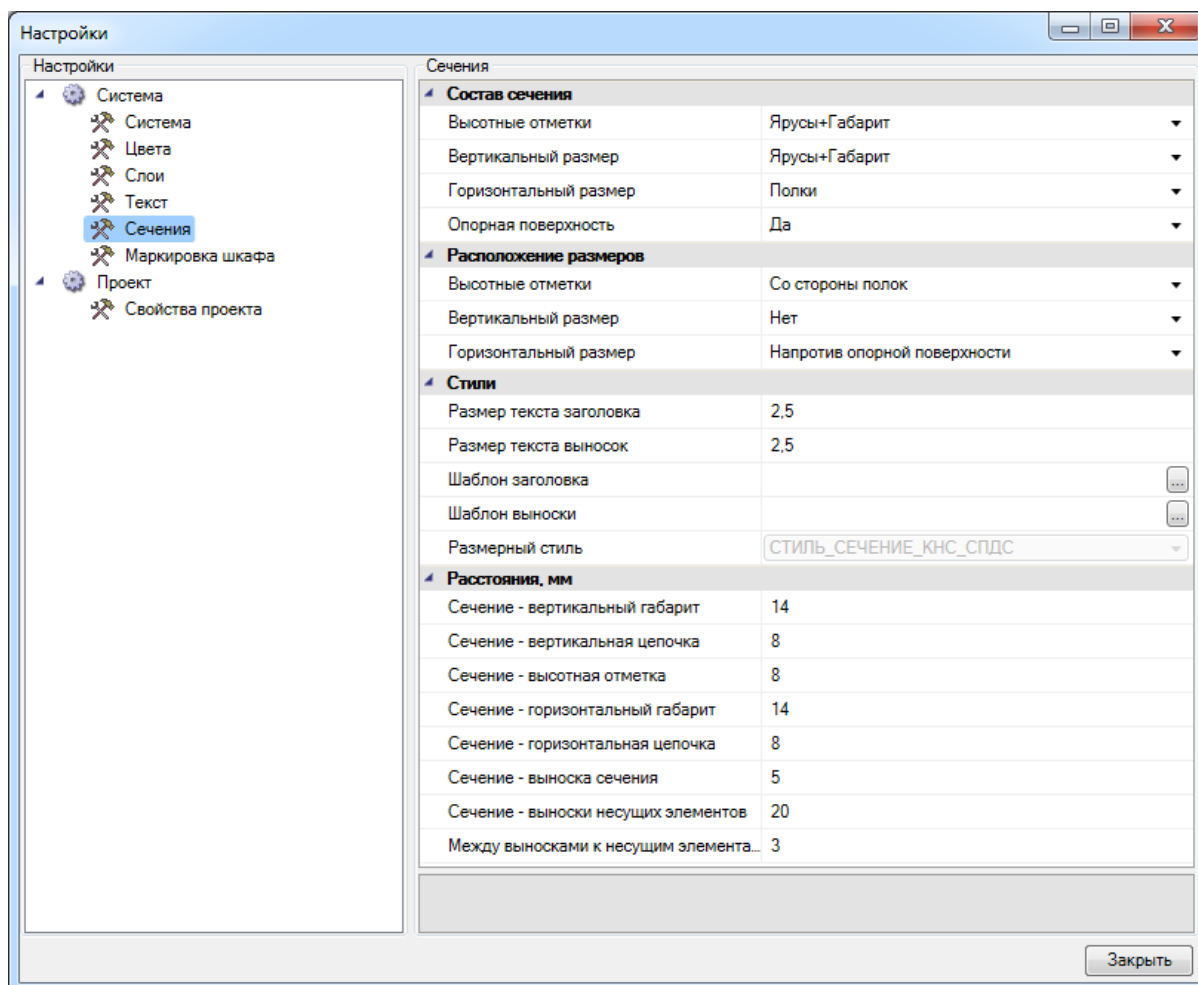 Настройки
Настройки
Система
Система
Цвета
Слои
Текст
Сечения
Маркировка шкафа
Проект
Свойства проекта
Сечения
Состав сечения
Высотные отметки Ярусы+Габарит
Вертикальный размер Ярусы+Габарит
Горизонтальный размер Полки
Опорная поверхность Да
Расположение размеров
Высотные отметки Со стороны полок
Вертикальный размер Нет
Горизонтальный размер Напротив опорной поверхности
Стили
Размер текста заголовка 2,5
Размер текста выносок 2,5
Шаблон заголовка ...
Шаблон выноски ...
Размерный стиль СТИЛЬ_СЕЧЕНИЕ_КНС_СПДС
Расстояния, мм
Сечение - вертикальный габарит 14
Сечение - вертикальная цепочка 8
Сечение - высотная отметка 8
Сечение - горизонтальный габарит 14
Сечение - горизонтальная цепочка 8
Сечение - выноска сечения 5
Сечение - выноски несущих элементов 20
Между выносками к несущим элемента... 3
Закрыть